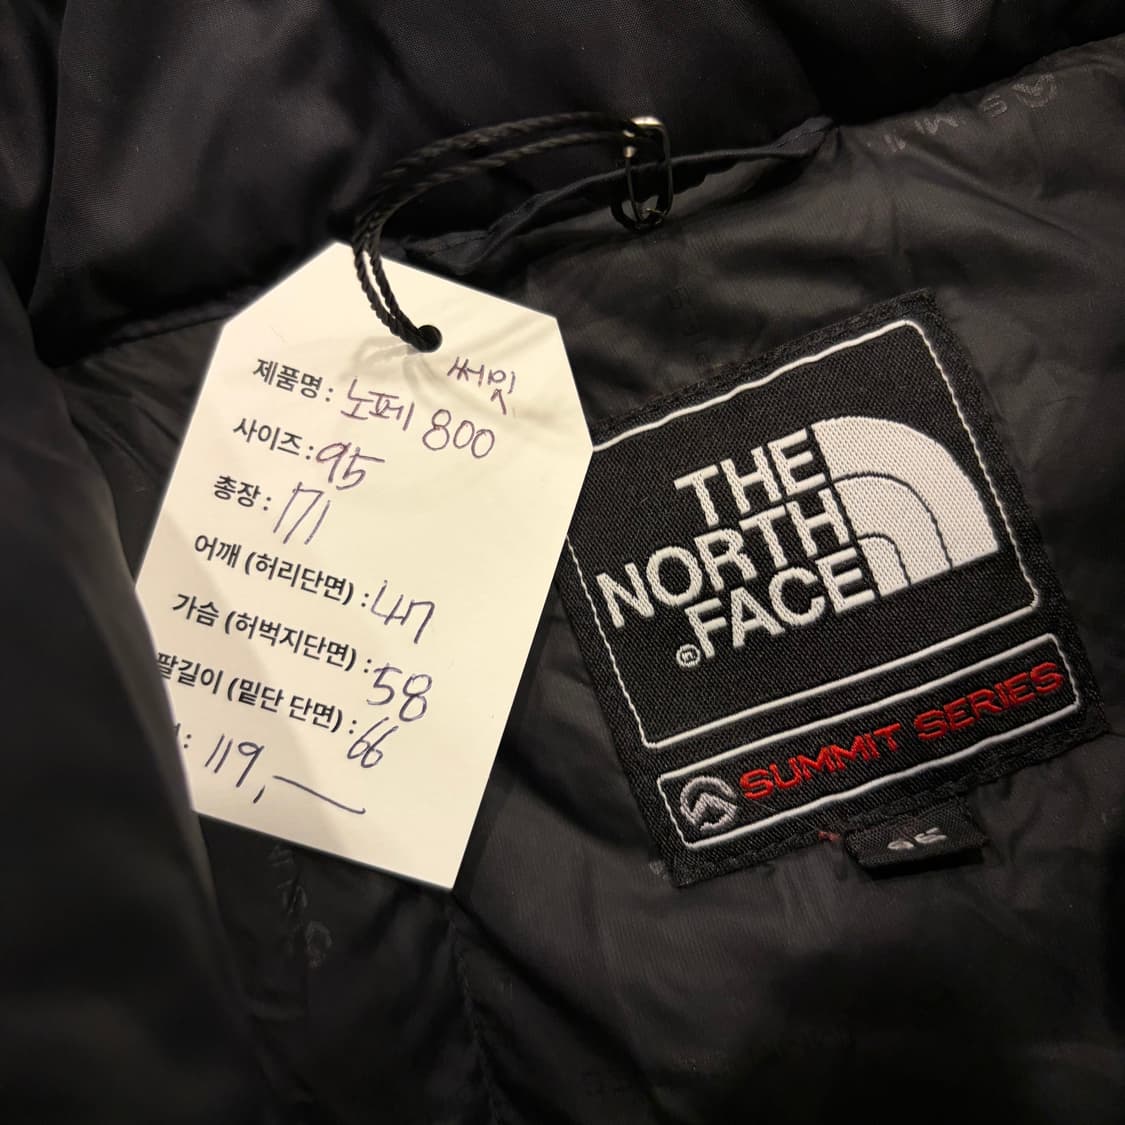 써밋
제품명: 노페 800
사이즈: 95
총장: 71
어깨 (허리단면): 47
가슴 (허벅지단면): 58
팔길이 (밑단 단면): 66
119,—
THE
NORTH
FACE
SUMMIT SERIES
95